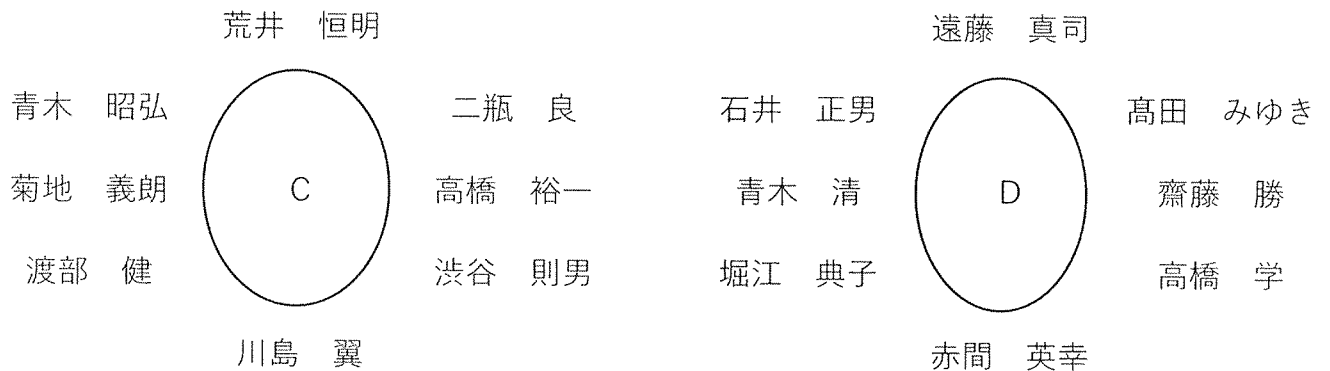 荒井　恒明
青木　昭弘
二瓶　良
菊地　義朗
C
高橋　裕一
渡部　健
渋谷　則男
川島　翼
遠藤　真司
石井　正男
髙田　みゆき
青木　清
D
齋藤　勝
堀江　典子
高橋　学
赤間　英幸